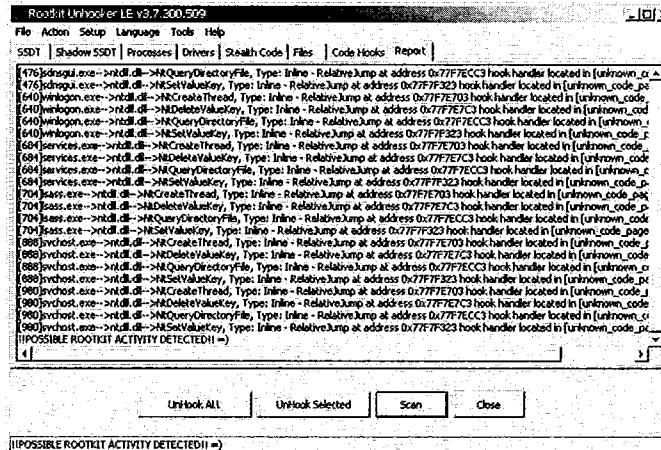 Rootkit Unhooker LE v3.7.300.509
File Action Setup Language Tools Help
SSDT Shadow SSDT Processes Drivers Stealth Code Files Code Hooks Report
[476]sdnsgui.exe-->ntdll.dll-->NtQueryDirectoryFile, Type: Inline - RelativeJump at address 0x77F7ECC3 hook handler located in [unknown_co
[476]sdnsgui.exe-->ntdll.dll-->NtSetValueKey, Type: Inline - RelativeJump at address 0x77F7F323 hook handler located in [unknown_code_pa
[640]winlogon.exe-->ntdll.dll-->NtCreateThread, Type: Inline - RelativeJump at address 0x77F7E703 hook handler located in [unknown_code_
[640]winlogon.exe-->ntdll.dll-->NtDeleteValueKey, Type: Inline - RelativeJump at address 0x77F7E7C3 hook handler located in [unknown_cod
[640]winlogon.exe-->ntdll.dll-->NtQueryDirectoryFile, Type: Inline - RelativeJump at address 0x77F7ECC3 hook handler located in [unknown_c
[640]winlogon.exe-->ntdll.dll-->NtSetValueKey, Type: Inline - RelativeJump at address 0x77F7F323 hook handler located in [unknown_code_p
[684]services.exe-->ntdll.dll-->NtCreateThread, Type: Inline - RelativeJump at address 0x77F7E703 hook handler located in [unknown_code_p
[684]services.exe-->ntdll.dll-->NtDeleteValueKey, Type: Inline - RelativeJump at address 0x77F7E7C3 hook handler located in [unknown_code
[684]services.exe-->ntdll.dll-->NtQueryDirectoryFile, Type: Inline - RelativeJump at address 0x77F7ECC3 hook handler located in [unknown_co
[684]services.exe-->ntdll.dll-->NtSetValueKey, Type: Inline - RelativeJump at address 0x77F7F323 hook handler located in [unknown_code_p
[704]lsass.exe-->ntdll.dll-->NtCreateThread, Type: Inline - RelativeJump at address 0x77F7E703 hook handler located in [unknown_code_pag
[704]lsass.exe-->ntdll.dll-->NtDeleteValueKey, Type: Inline - RelativeJump at address 0x77F7E7C3 hook handler located in [unknown_code_p
[704]lsass.exe-->ntdll.dll-->NtQueryDirectoryFile, Type: Inline - RelativeJump at address 0x77F7ECC3 hook handler located in [unknown_code
[704]lsass.exe-->ntdll.dll-->NtSetValueKey, Type: Inline - RelativeJump at address 0x77F7F323 hook handler located in [unknown_code_page
[888]svchost.exe-->ntdll.dll-->NtCreateThread, Type: Inline - RelativeJump at address 0x77F7E703 hook handler located in [unknown_code_p
[888]svchost.exe-->ntdll.dll-->NtDeleteValueKey, Type: Inline - RelativeJump at address 0x77F7E7C3 hook handler located in [unknown_code
[888]svchost.exe-->ntdll.dll-->NtQueryDirectoryFile, Type: Inline - RelativeJump at address 0x77F7ECC3 hook handler located in [unknown_c
[888]svchost.exe-->ntdll.dll-->NtSetValueKey, Type: Inline - RelativeJump at address 0x77F7F323 hook handler located in [unknown_code_pa
[980]svchost.exe-->ntdll.dll-->NtCreateThread, Type: Inline - RelativeJump at address 0x77F7E703 hook handler located in [unknown_code_p
[980]svchost.exe-->ntdll.dll-->NtDeleteValueKey, Type: Inline - RelativeJump at address 0x77F7E7C3 hook handler located in [unknown_code
[980]svchost.exe-->ntdll.dll-->NtQueryDirectoryFile, Type: Inline - RelativeJump at address 0x77F7ECC3 hook handler located in [unknown_c
[980]svchost.exe-->ntdll.dll-->NtSetValueKey, Type: Inline - RelativeJump at address 0x77F7F323 hook handler located in [unknown_code_pa
!!POSSIBLE ROOTKIT ACTIVITY DETECTED!! =)
UnHook ALL UnHook Selected Scan Close
!!POSSIBLE ROOTKIT ACTIVITY DETECTED!! =)